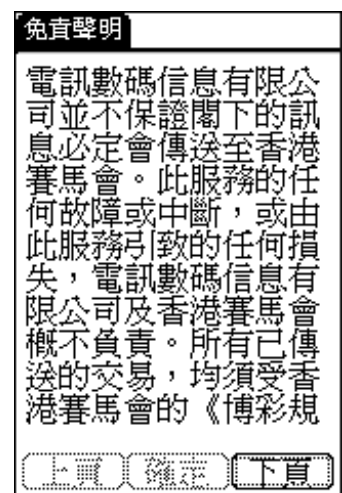 免責聲明
電訊數碼信息有限公
司並不保證閣下的訊
息必定會傳送至香港
賽馬會。此服務的任
何故障或中斷，或由
此服務引致的任何損
失，電訊數碼信息有
限公司及香港賽馬會
概不負責。所有已傳
送的交易，均須受香
港賽馬會的《博彩規
上頁 確定 下頁